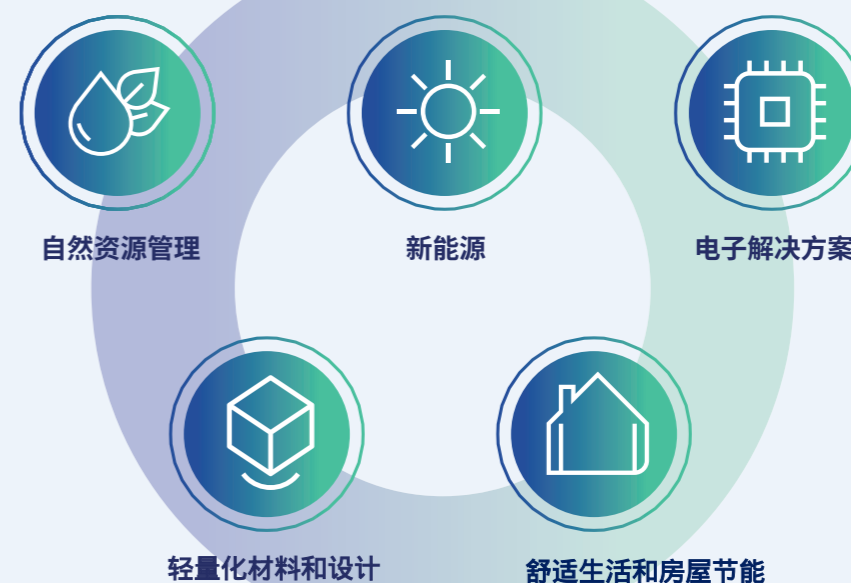 自然资源管理
新能源
电子解决方案
轻量化材料和设计
舒适生活和房屋节能